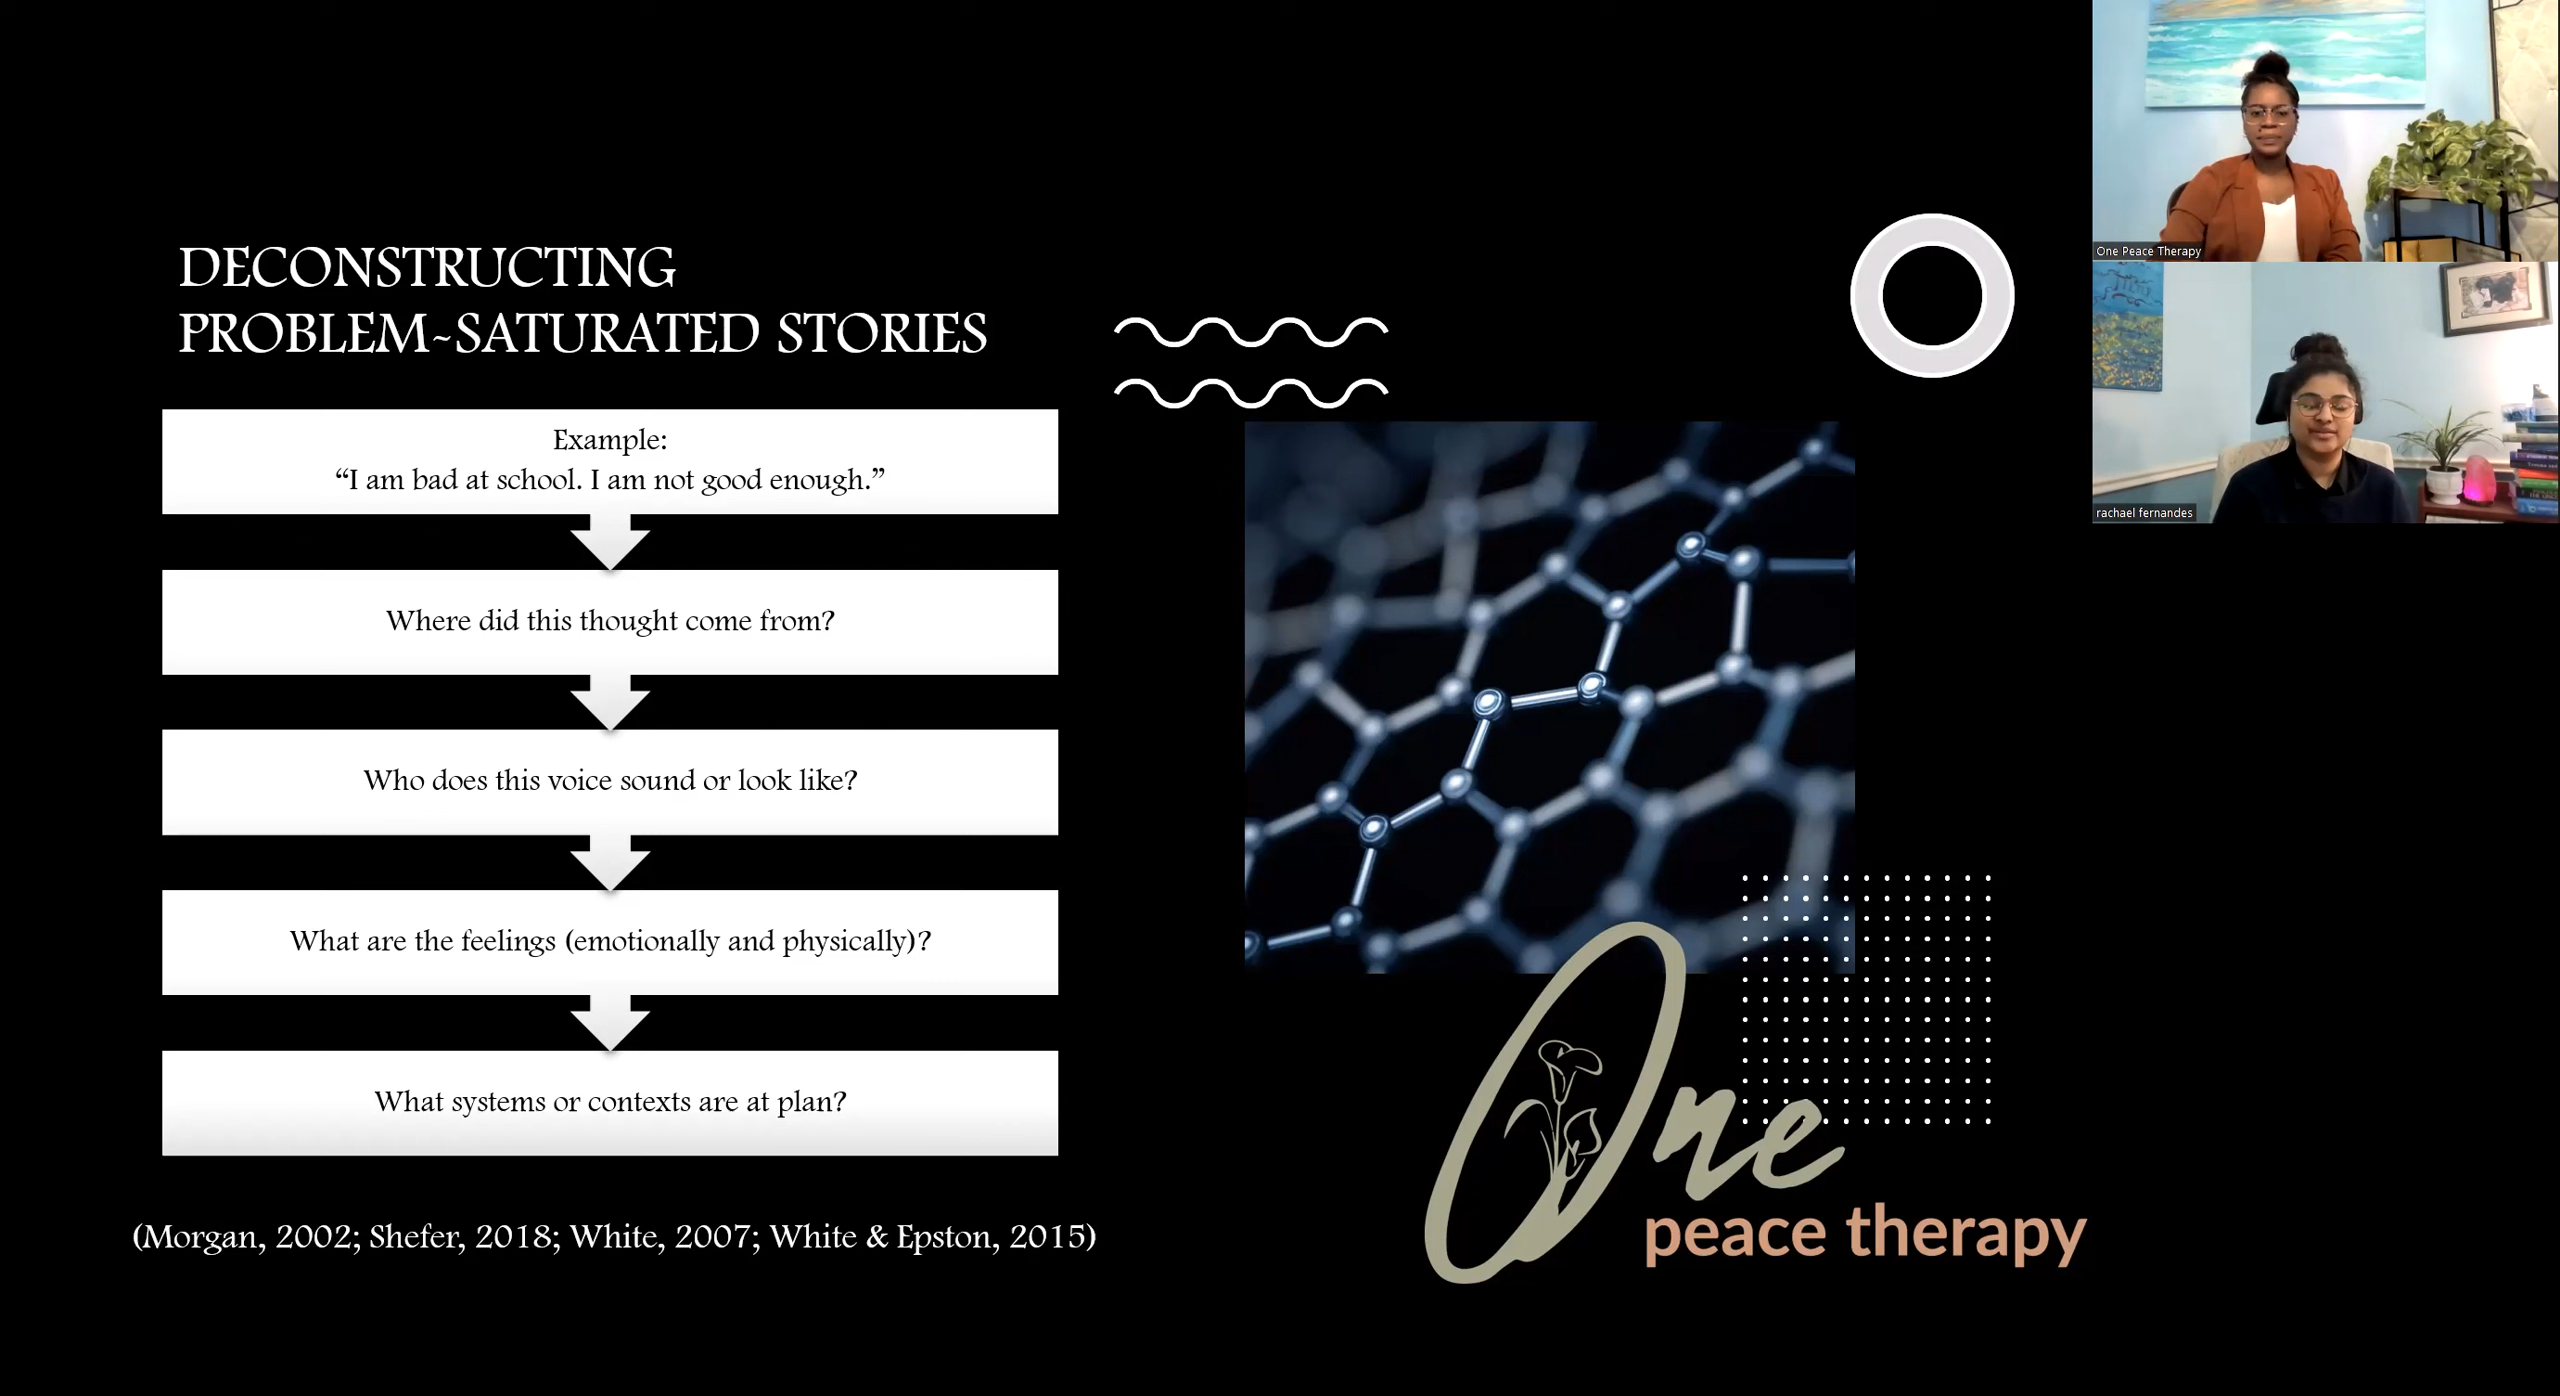 DECONSTRUCTING
PROBLEM~SATURATED STORIES
Example:
“I am bad at school. I am not good enough.”
Where did this thought come from?
Who does this voice sound or look like?
What are the feelings (emotionally and physically)?
What systems or contexts are at plan?
(Morgan, 2002; Shefer, 2018; White, 2007; White & Epston, 2015)
One
peace therapy
One Peace Therapy
rachael fernandes